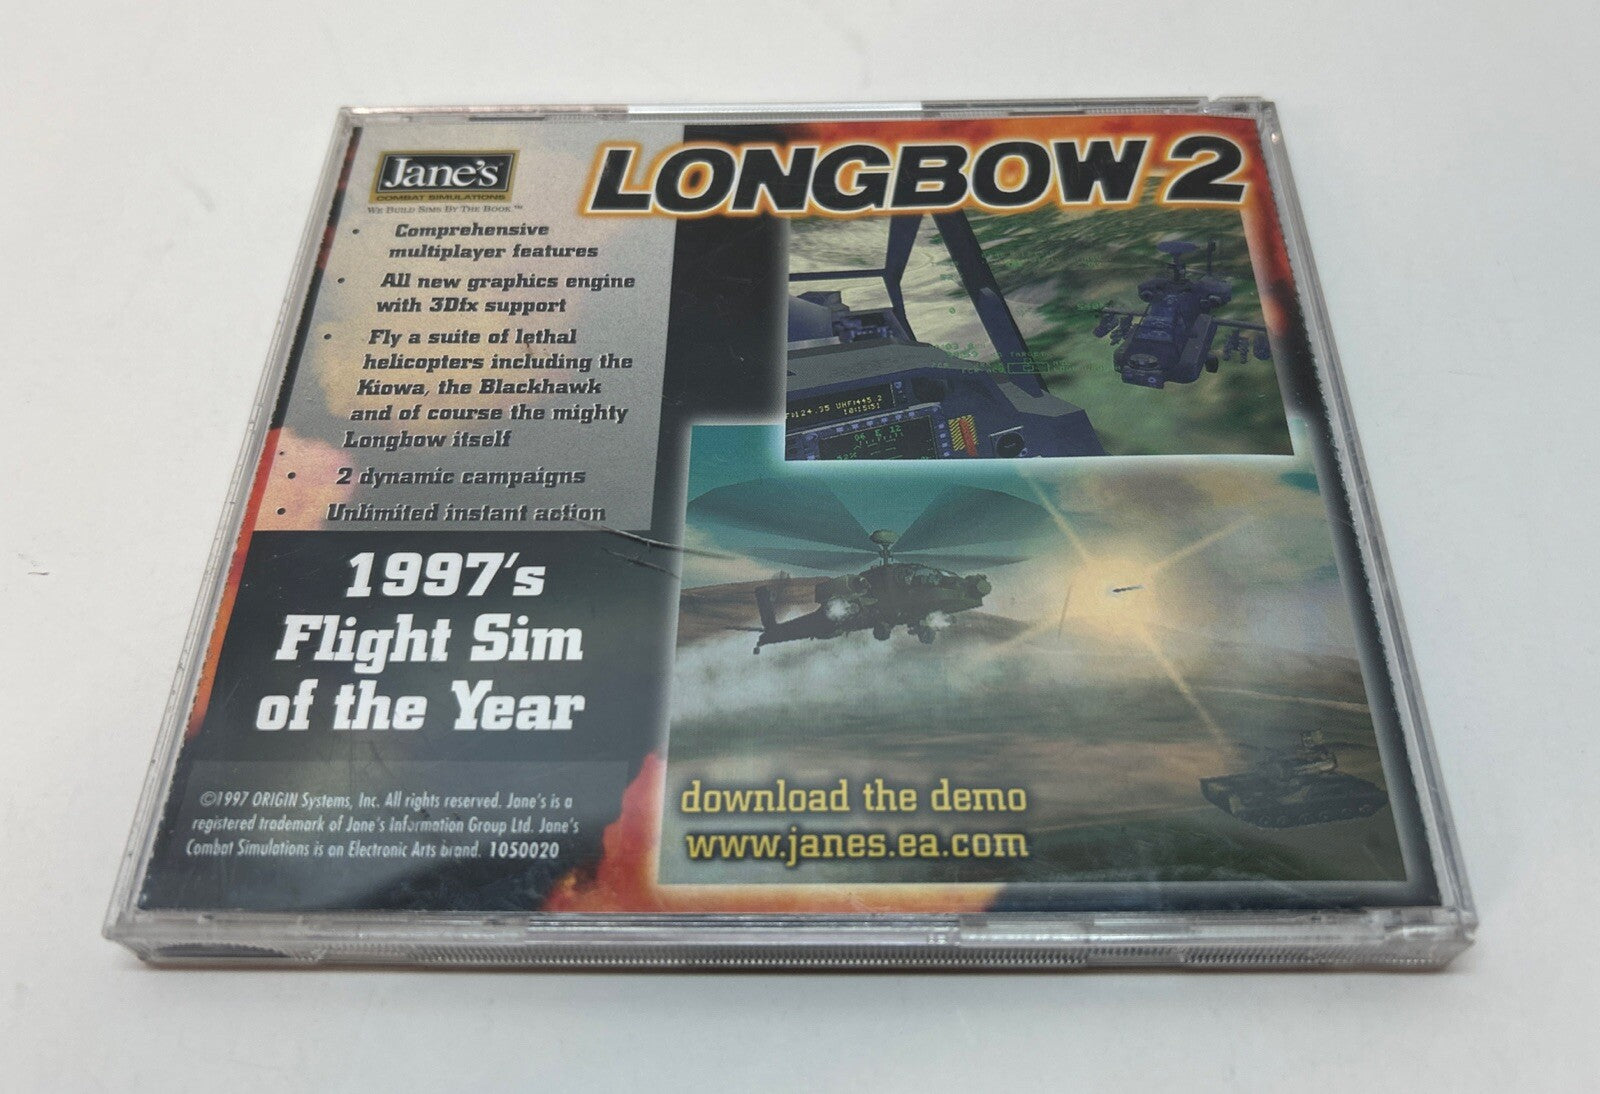 Jane's
COMBAT SIMULATIONS
WE BUILD SIMS BY THE BOOK™
LONGBOW 2
• Comprehensive
multiplayer features
• All new graphics engine
with 3Dfx support
• Fly a suite of lethal
helicopters including the
Kiowa, the Blackhawk
and of course the mighty
Longbow itself
• 2 dynamic campaigns
• Unlimited instant action
1997's
Flight Sim
of the Year
©1997 ORIGIN Systems, Inc. All rights reserved. Jane's is a
registered trademark of Jane's Information Group Ltd. Jane's
Combat Simulations is an Electronic Arts brand. 1050020
download the demo
www.janes.ea.com